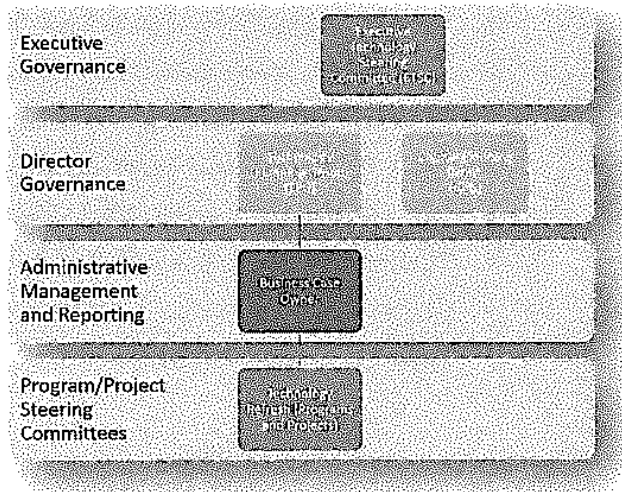 Executive
Governance
Executive
Technology
Steering
Committee (ETSC)
Director
Governance
Administrative
Management
and Reporting
Business Case
Owner
Program/Project
Steering
Committees
Technology
Refresh (Programs
and Projects)